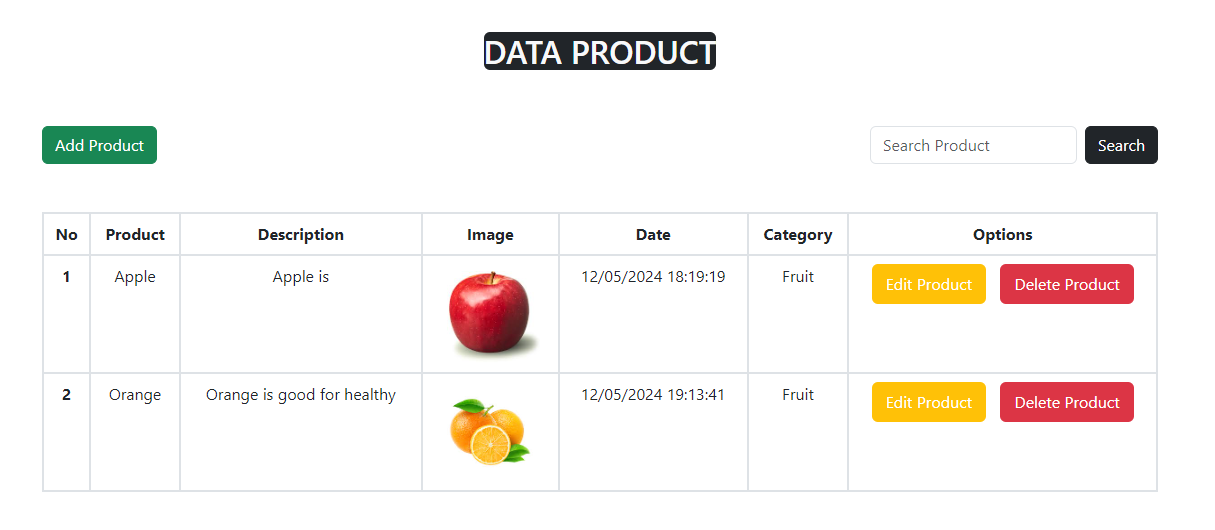 DATA PRODUCT
Add Product
Search Product
Search
No Product Description Image Date Category Options
1 Apple Apple is 12/05/2024 18:19:19 Fruit Edit Product Delete Product
2 Orange Orange is good for healthy 12/05/2024 19:13:41 Fruit Edit Product Delete Product